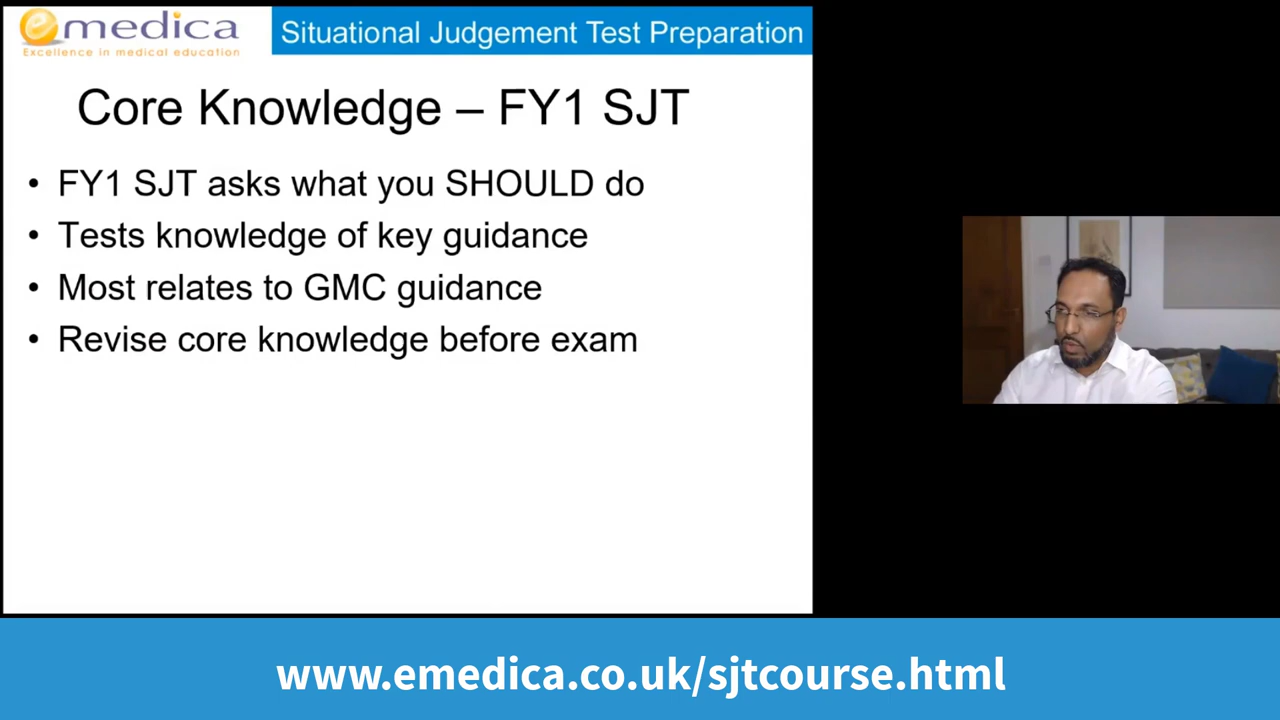 emedica
Excellence in medical education
Situational Judgement Test Preparation
Core Knowledge – FY1 SJT
• FY1 SJT asks what you SHOULD do
• Tests knowledge of key guidance
• Most relates to GMC guidance
• Revise core knowledge before exam
www.emedica.co.uk/sjtcourse.html